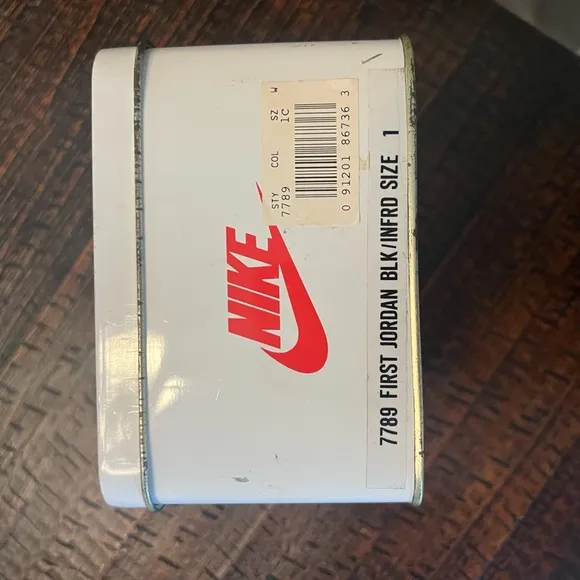 STY COL SZ W
7789 1C
0 91201 86736 3
NIKE
7789 FIRST JORDAN BLK/INFRD SIZE 1